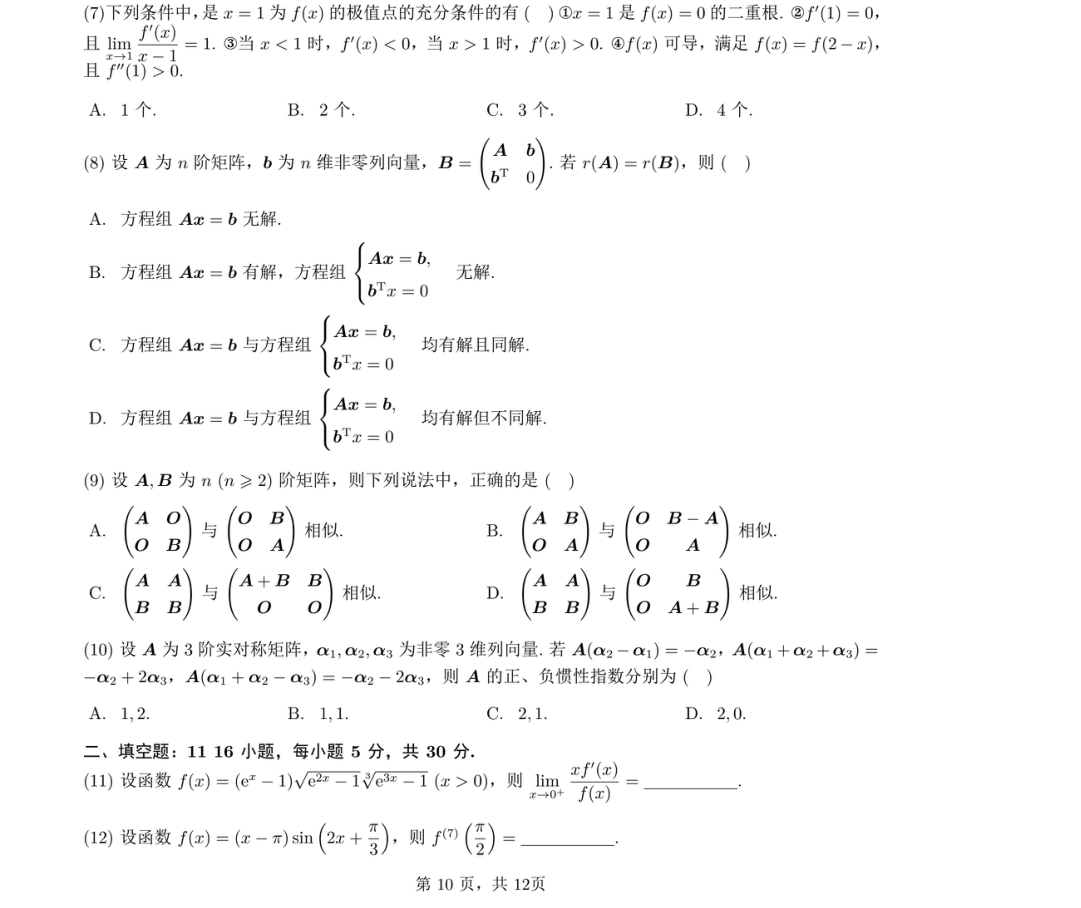 (7)下列条件中, 是 x = 1 为 f(x) 的极值点的充分条件的有 (　) ①x = 1 是 f(x) = 0 的二重根. ②f′(1) = 0,
且 lim_{x→1} f′(x)/(x − 1) = 1. ③当 x < 1 时, f′(x) < 0, 当 x > 1 时, f′(x) > 0. ④f(x) 可导, 满足 f(x) = f(2 − x),
且 f″(1) > 0.
A. 1 个. B. 2 个. C. 3 个. D. 4 个.
(8) 设 A 为 n 阶矩阵, b 为 n 维非零列向量, B = (A b; bᵀ 0). 若 r(A) = r(B), 则 (　)
A. 方程组 Ax = b 无解.
B. 方程组 Ax = b 有解, 方程组 {Ax = b, bᵀx = 0 无解.
C. 方程组 Ax = b 与方程组 {Ax = b, bᵀx = 0 均有解且同解.
D. 方程组 Ax = b 与方程组 {Ax = b, bᵀx = 0 均有解但不同解.
(9) 设 A, B 为 n (n ⩾ 2) 阶矩阵, 则下列说法中, 正确的是 (　)
A. (A O; O B) 与 (O B; O A) 相似. B. (A B; O A) 与 (O B − A; O A) 相似.
C. (A A; B B) 与 (A + B B; O O) 相似. D. (A A; B B) 与 (O B; O A + B) 相似.
(10) 设 A 为 3 阶实对称矩阵, α₁, α₂, α₃ 为非零 3 维列向量. 若 A(α₂ − α₁) = −α₂, A(α₁ + α₂ + α₃) =
−α₂ + 2α₃, A(α₁ + α₂ − α₃) = −α₂ − 2α₃, 则 A 的正、负惯性指数分别为 (　)
A. 1, 2. B. 1, 1. C. 2, 1. D. 2, 0.
二、填空题: 11 16 小题, 每小题 5 分, 共 30 分.
(11) 设函数 f(x) = (eˣ − 1)√(e²ˣ − 1) ∛(e³ˣ − 1) (x > 0), 则 lim_{x→0⁺} xf′(x)/f(x) = ________.
(12) 设函数 f(x) = (x − π) sin (2x + π/3), 则 f⁽⁷⁾(π/2) = ________.
第 10 页, 共 12页